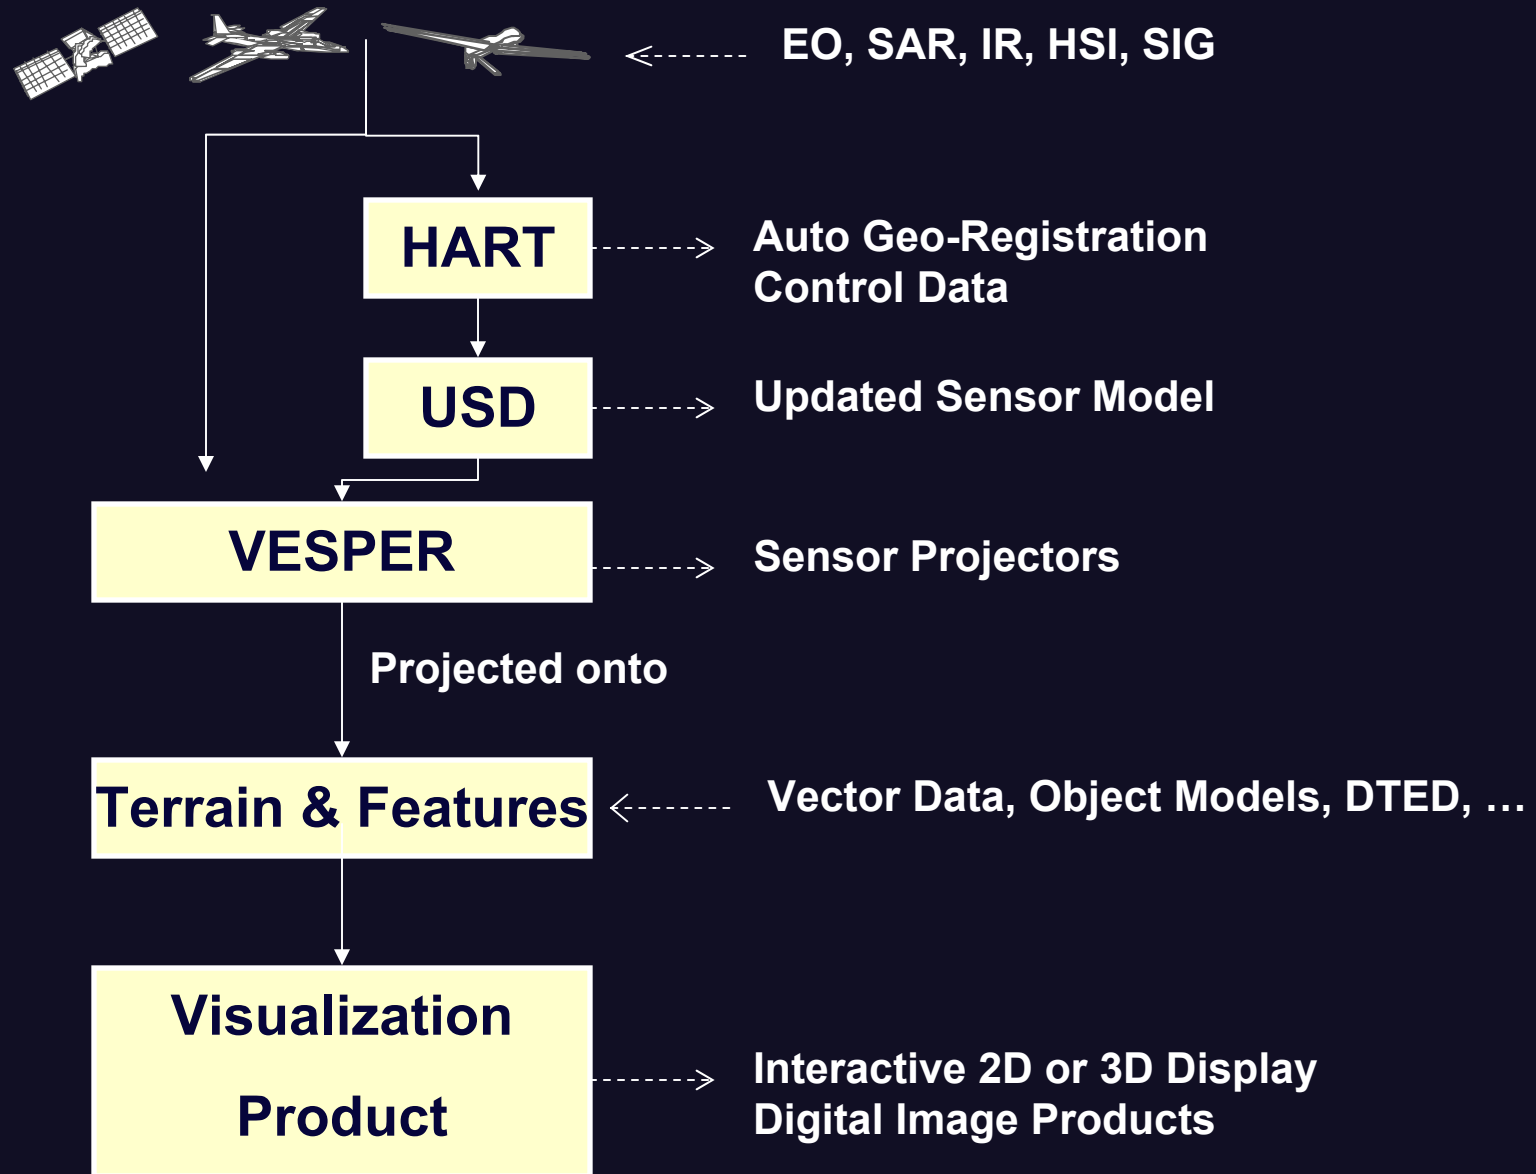 EO, SAR, IR, HSI, SIG
HART
Auto Geo-Registration
Control Data
USD
Updated Sensor Model
VESPER
Sensor Projectors
Projected onto
Terrain & Features
Vector Data, Object Models, DTED, …
Visualization
Product
Interactive 2D or 3D Display
Digital Image Products